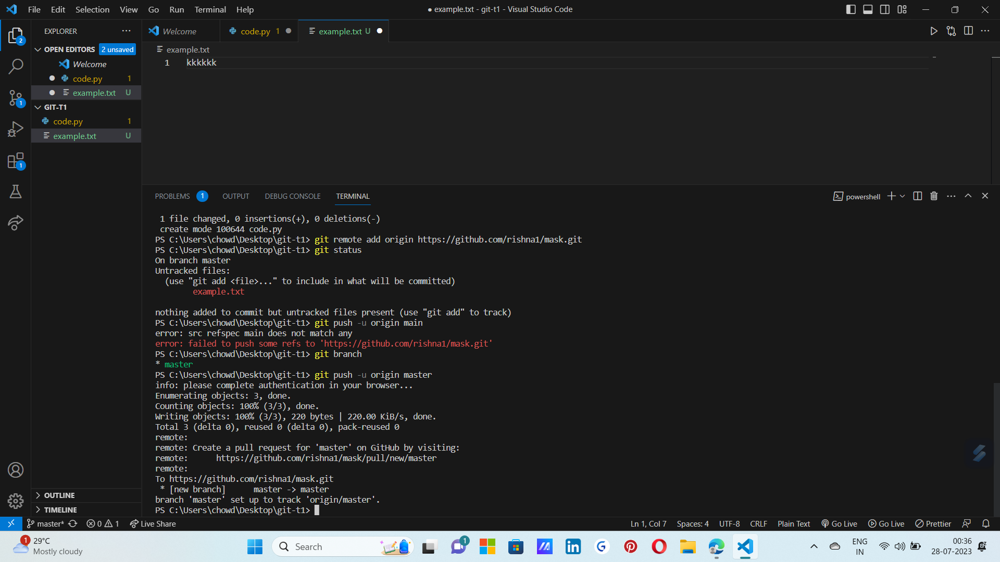 File Edit Selection View Go Run Terminal Help
● example.txt - git-t1 - Visual Studio Code
EXPLORER
Welcome
code.py 1
example.txt U
2
OPEN EDITORS 2 unsaved
Welcome
code.py 1
example.txt U
GIT-T1
code.py 1
example.txt U
1
1
example.txt
1 kkkkkk
PROBLEMS 1 OUTPUT DEBUG CONSOLE TERMINAL
powershell
1 file changed, 0 insertions(+), 0 deletions(-)
create mode 100644 code.py
PS C:\Users\chowd\Desktop\git-t1> git remote add origin https://github.com/rishna1/mask.git
PS C:\Users\chowd\Desktop\git-t1> git status
On branch master
Untracked files:
(use "git add <file>..." to include in what will be committed)
example.txt
nothing added to commit but untracked files present (use "git add" to track)
PS C:\Users\chowd\Desktop\git-t1> git push -u origin main
error: src refspec main does not match any
error: failed to push some refs to 'https://github.com/rishna1/mask.git'
PS C:\Users\chowd\Desktop\git-t1> git branch
* master
PS C:\Users\chowd\Desktop\git-t1> git push -u origin master
info: please complete authentication in your browser...
Enumerating objects: 3, done.
Counting objects: 100% (3/3), done.
Writing objects: 100% (3/3), 220 bytes | 220.00 KiB/s, done.
Total 3 (delta 0), reused 0 (delta 0), pack-reused 0
remote:
remote: Create a pull request for 'master' on GitHub by visiting:
remote: https://github.com/rishna1/mask/pull/new/master
remote:
To https://github.com/rishna1/mask.git
* [new branch] master -> master
branch 'master' set up to track 'origin/master'.
PS C:\Users\chowd\Desktop\git-t1>
OUTLINE
TIMELINE
master* 0 1 Live Share
Ln 1, Col 7 Spaces: 4 UTF-8 CRLF Plain Text Go Live Go Live Prettier
1
29°C
Mostly cloudy
Search
1
ENG
IN
00:36
28-07-2023